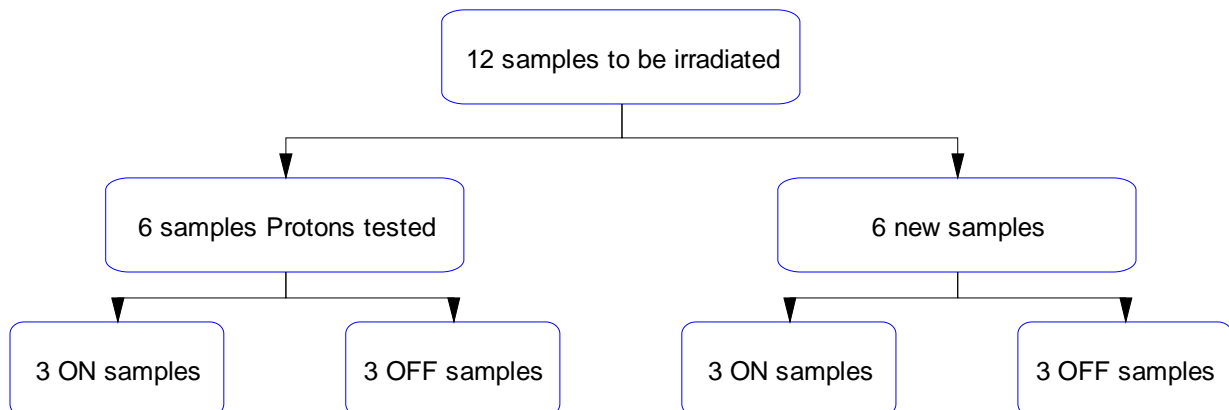 12 samples to be irradiated
6 samples Protons tested
6 new samples
3 ON samples
3 OFF samples
3 ON samples
3 OFF samples